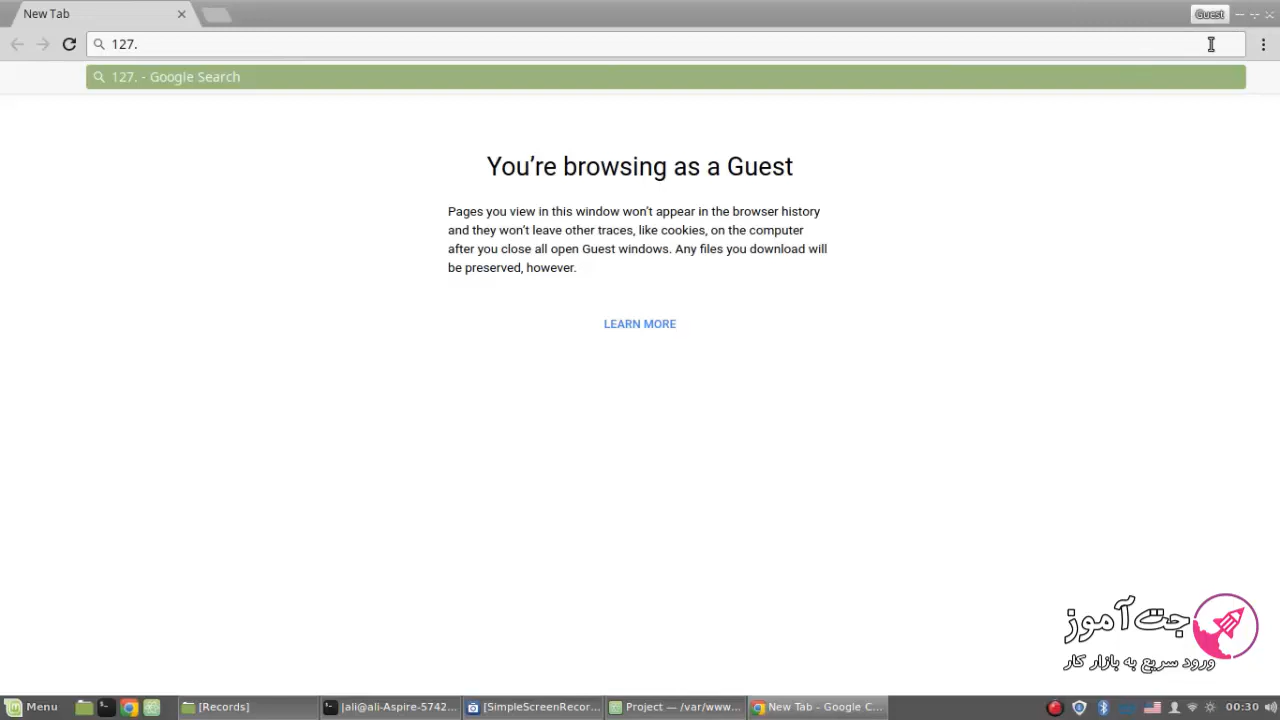 New Tab
Guest
127.
127. - Google Search
You're browsing as a Guest
Pages you view in this window won't appear in the browser history
and they won't leave other traces, like cookies, on the computer
after you close all open Guest windows. Any files you download will
be preserved, however.
LEARN MORE
جت آموز
ورود سریع به بازار کار
Menu
[Records]
[ali@ali-Aspire-5742...
[SimpleScreenRecor...
Project — /var/www...
New Tab - Google C...
00:30